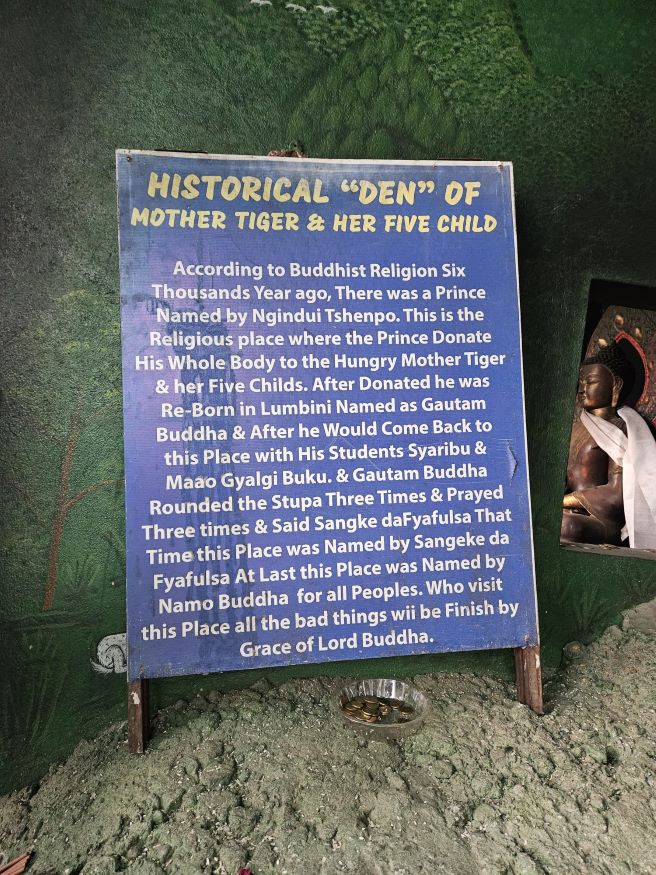 HISTORICAL “DEN” OF
MOTHER TIGER & HER FIVE CHILD
According to Buddhist Religion Six
Thousands Year ago, There was a Prince
Named by Ngindui Tshenpo. This is the
Religious place where the Prince Donate
His Whole Body to the Hungry Mother Tiger
& her Five Childs. After Donated he was
Re-Born in Lumbini Named as Gautam
Buddha & After he Would Come Back to
this Place with His Students Syaribu &
Maao Gyalgi Buku. & Gautam Buddha
Rounded the Stupa Three Times & Prayed
Three times & Said Sangke daFyafulsa That
Time this Place was Named by Sangeke da
Fyafulsa At Last this Place was Named by
Namo Buddha for all Peoples. Who visit
this Place all the bad things wii be Finish by
Grace of Lord Buddha.